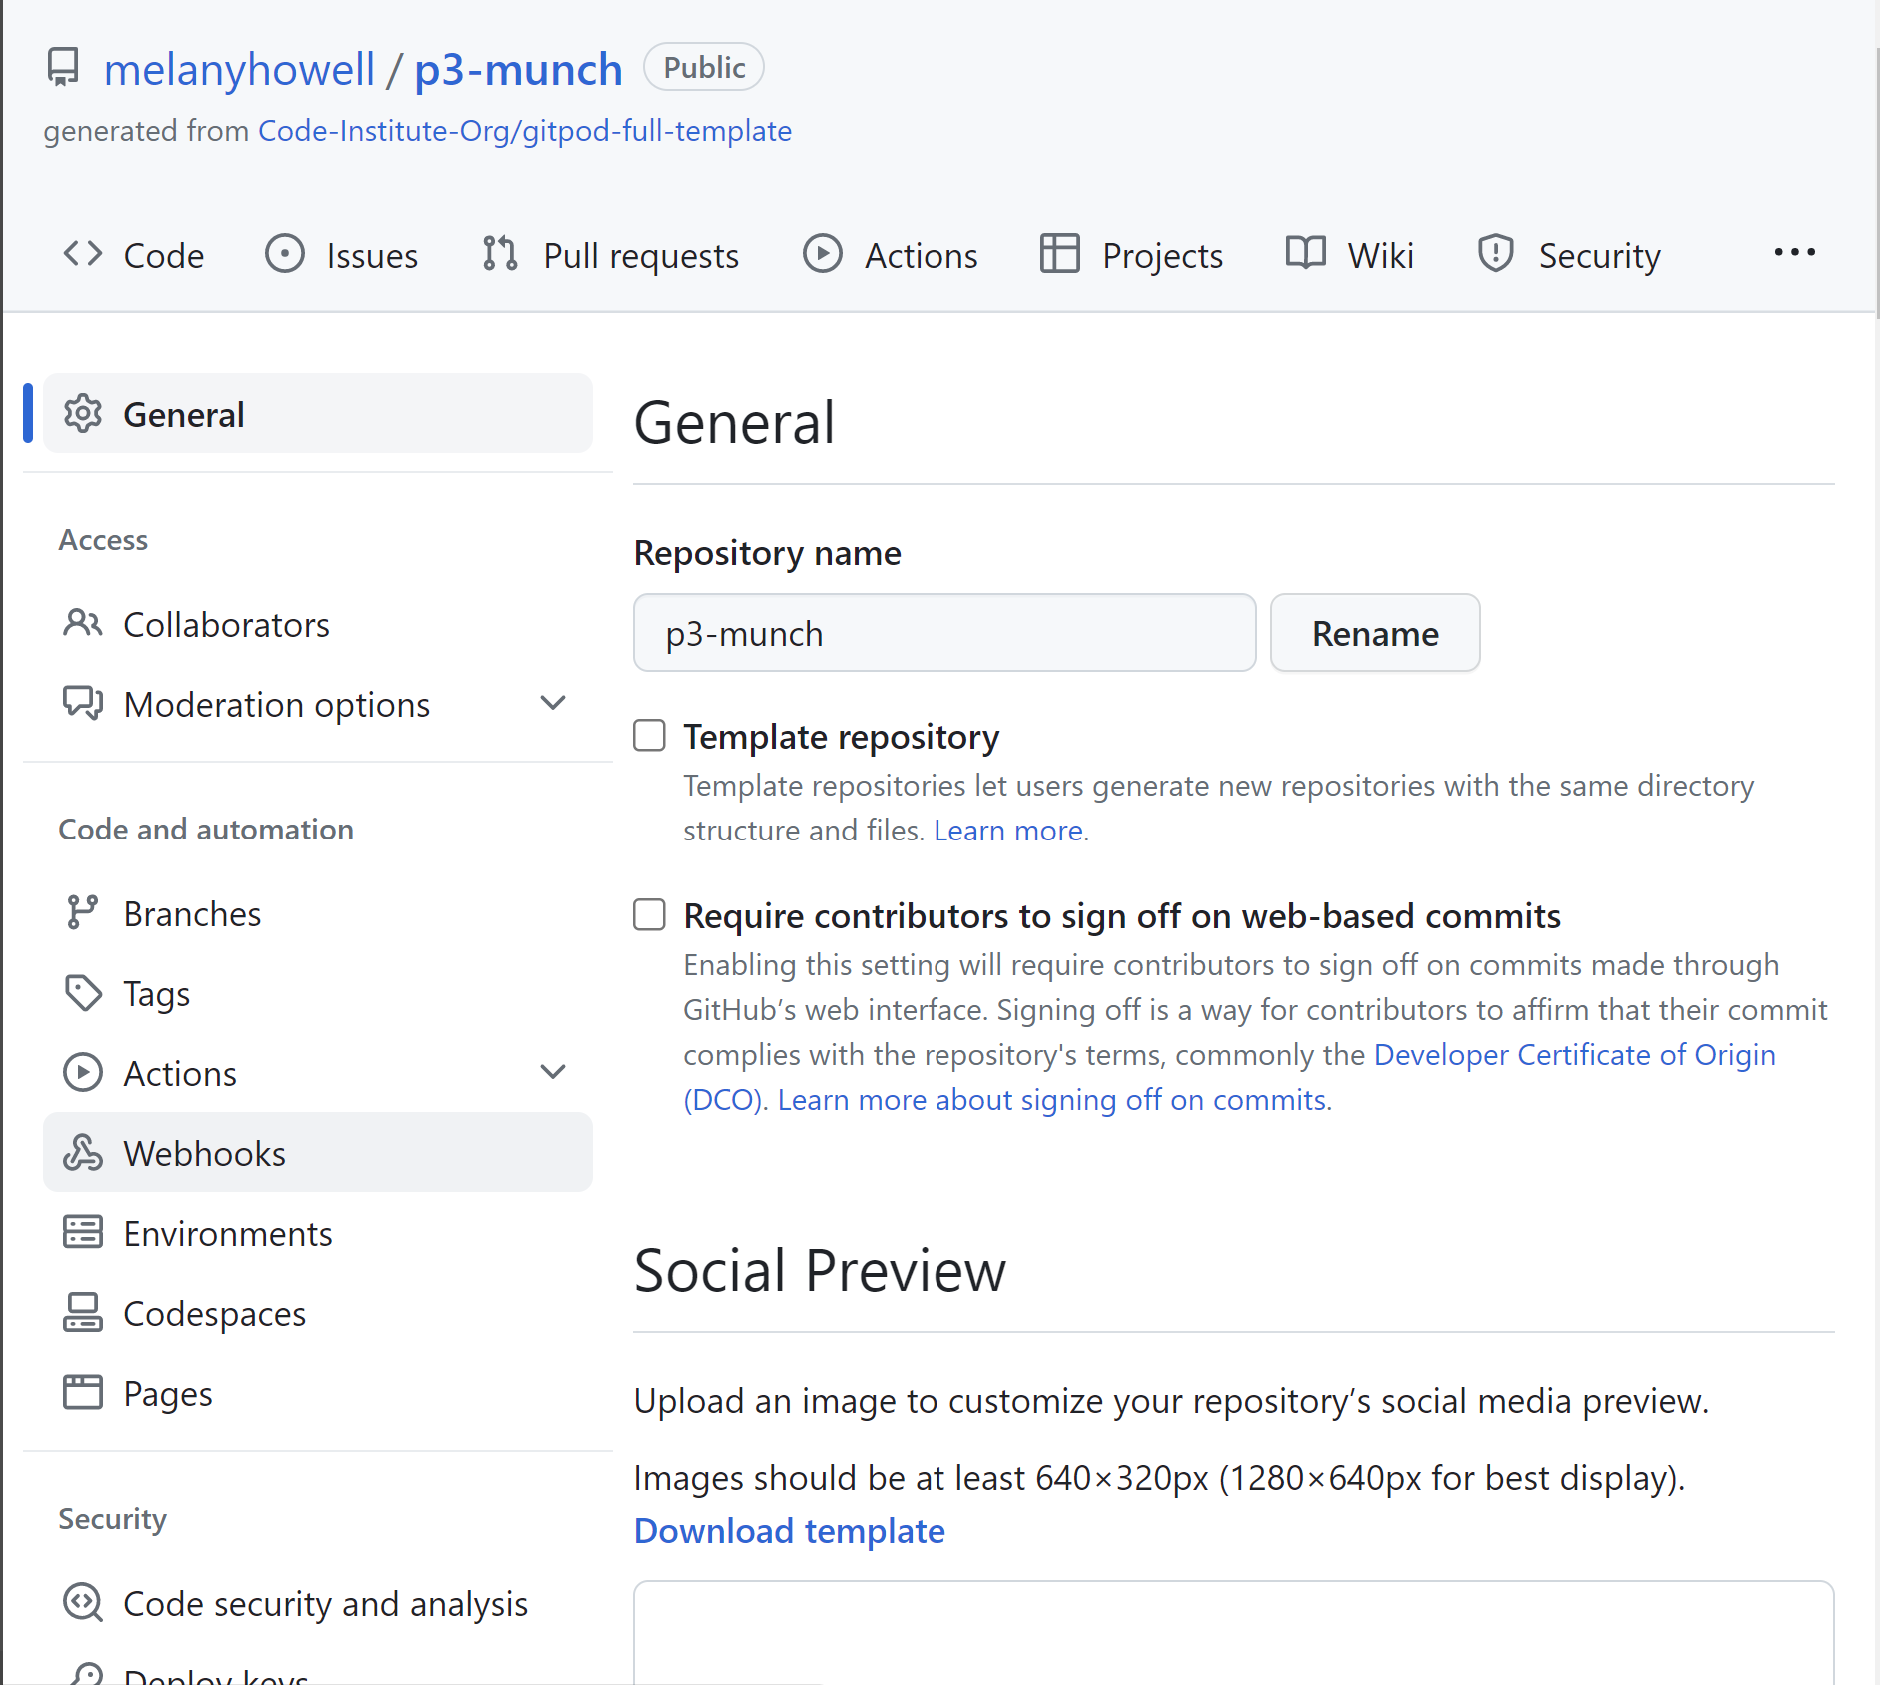 melanyhowell / p3-munch Public
generated from Code-Institute-Org/gitpod-full-template
Code Issues Pull requests Actions Projects Wiki Security
General
Access
Collaborators
Moderation options
Code and automation
Branches
Tags
Actions
Webhooks
Environments
Codespaces
Pages
Security
Code security and analysis
Deploy keys
General
Repository name
p3-munch Rename
Template repository
Template repositories let users generate new repositories with the same directory
structure and files. Learn more.
Require contributors to sign off on web-based commits
Enabling this setting will require contributors to sign off on commits made through
GitHub’s web interface. Signing off is a way for contributors to affirm that their commit
complies with the repository's terms, commonly the Developer Certificate of Origin
(DCO). Learn more about signing off on commits.
Social Preview
Upload an image to customize your repository’s social media preview.
Images should be at least 640×320px (1280×640px for best display).
Download template